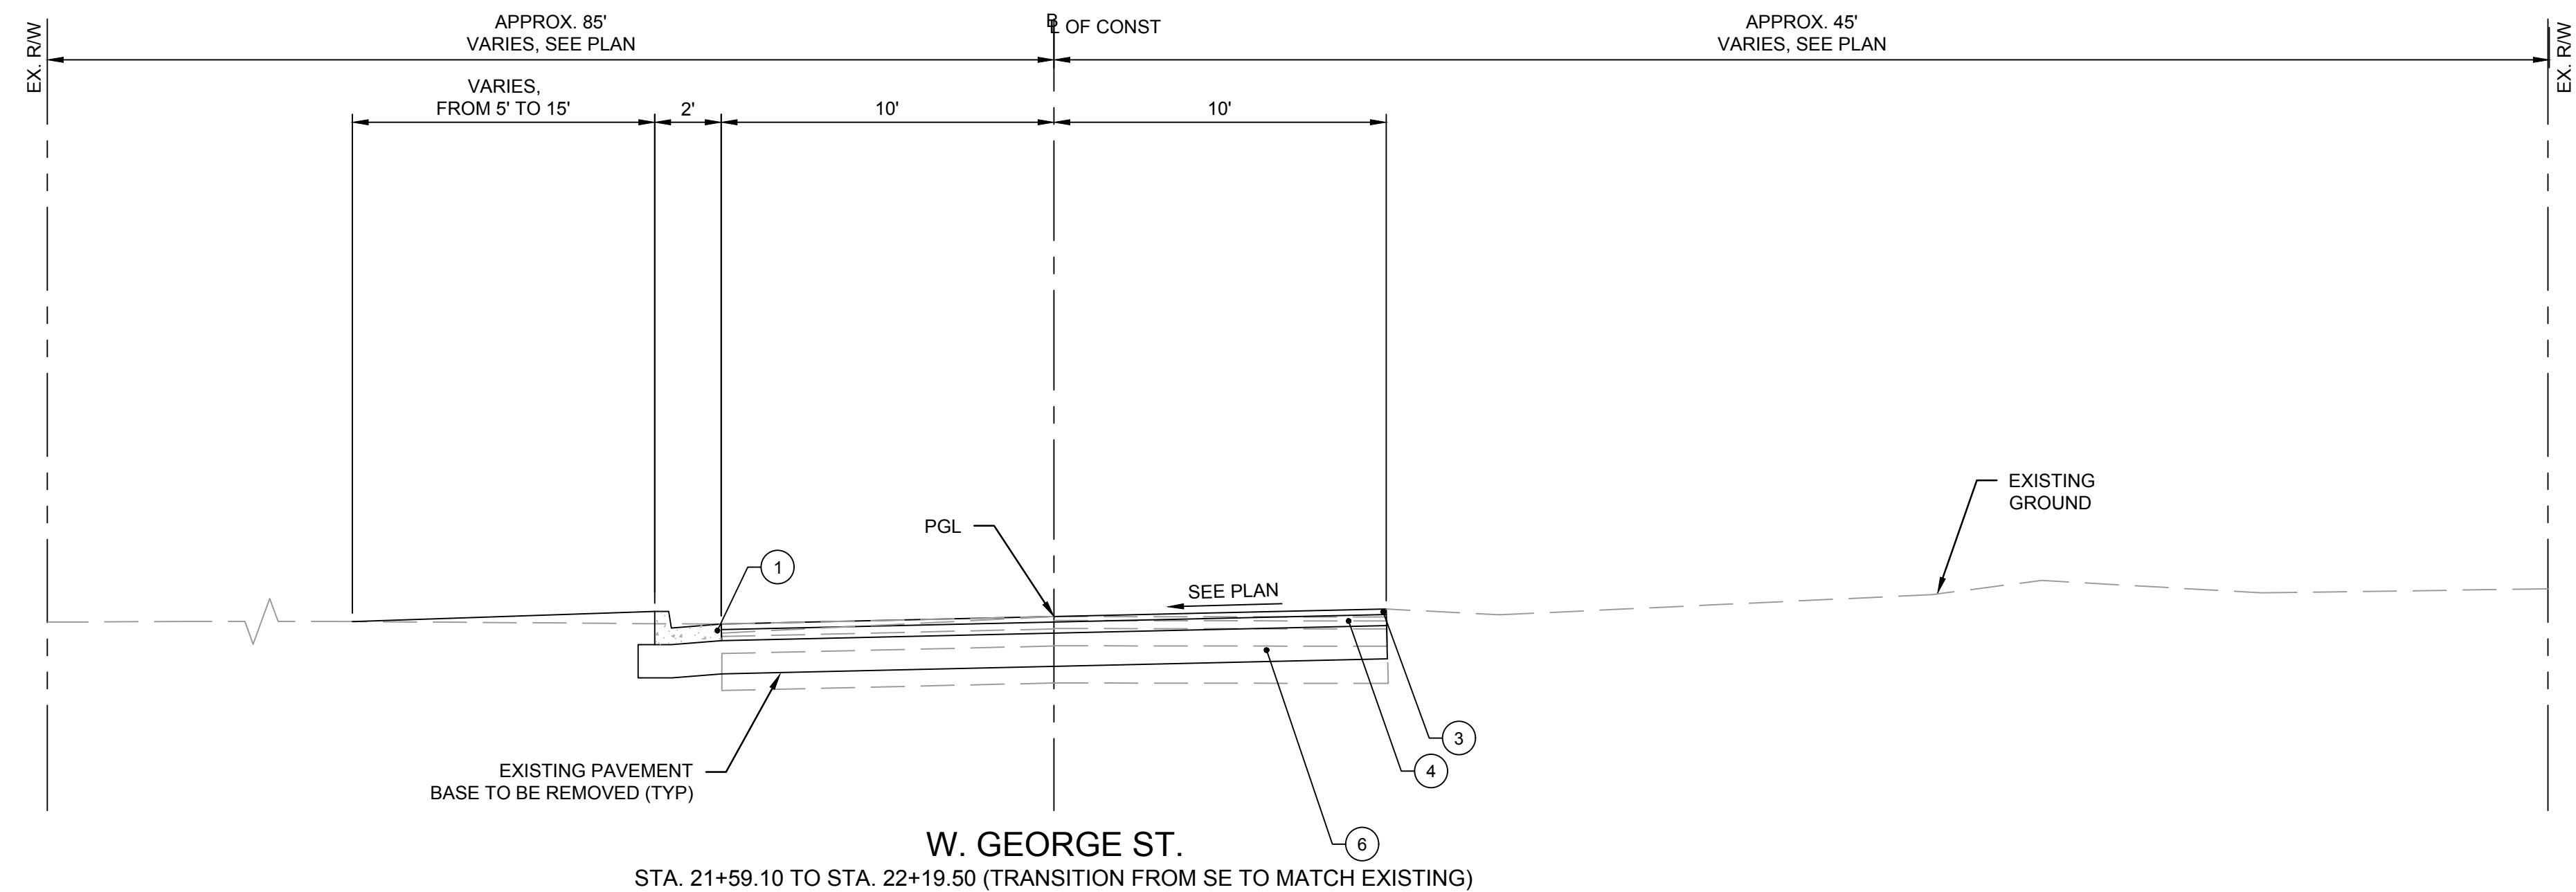 EX. R/W
APPROX. 85'
VARIES, SEE PLAN
BL OF CONST
APPROX. 45'
VARIES, SEE PLAN
EX. R/W
VARIES,
FROM 5' TO 15'
2'
10'
10'
EXISTING
GROUND
PGL
1
SEE PLAN
3
4
EXISTING PAVEMENT
BASE TO BE REMOVED (TYP)
6
W. GEORGE ST.
STA. 21+59.10 TO STA. 22+19.50 (TRANSITION FROM SE TO MATCH EXISTING)